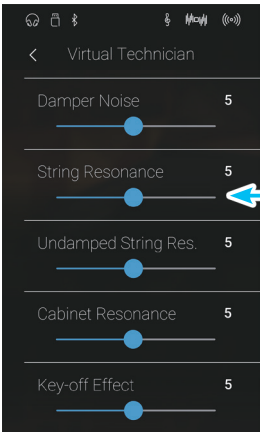 Virtual Technician
Damper Noise 5
String Resonance 5
Undamped String Res. 5
Cabinet Resonance 5
Key-off Effect 5